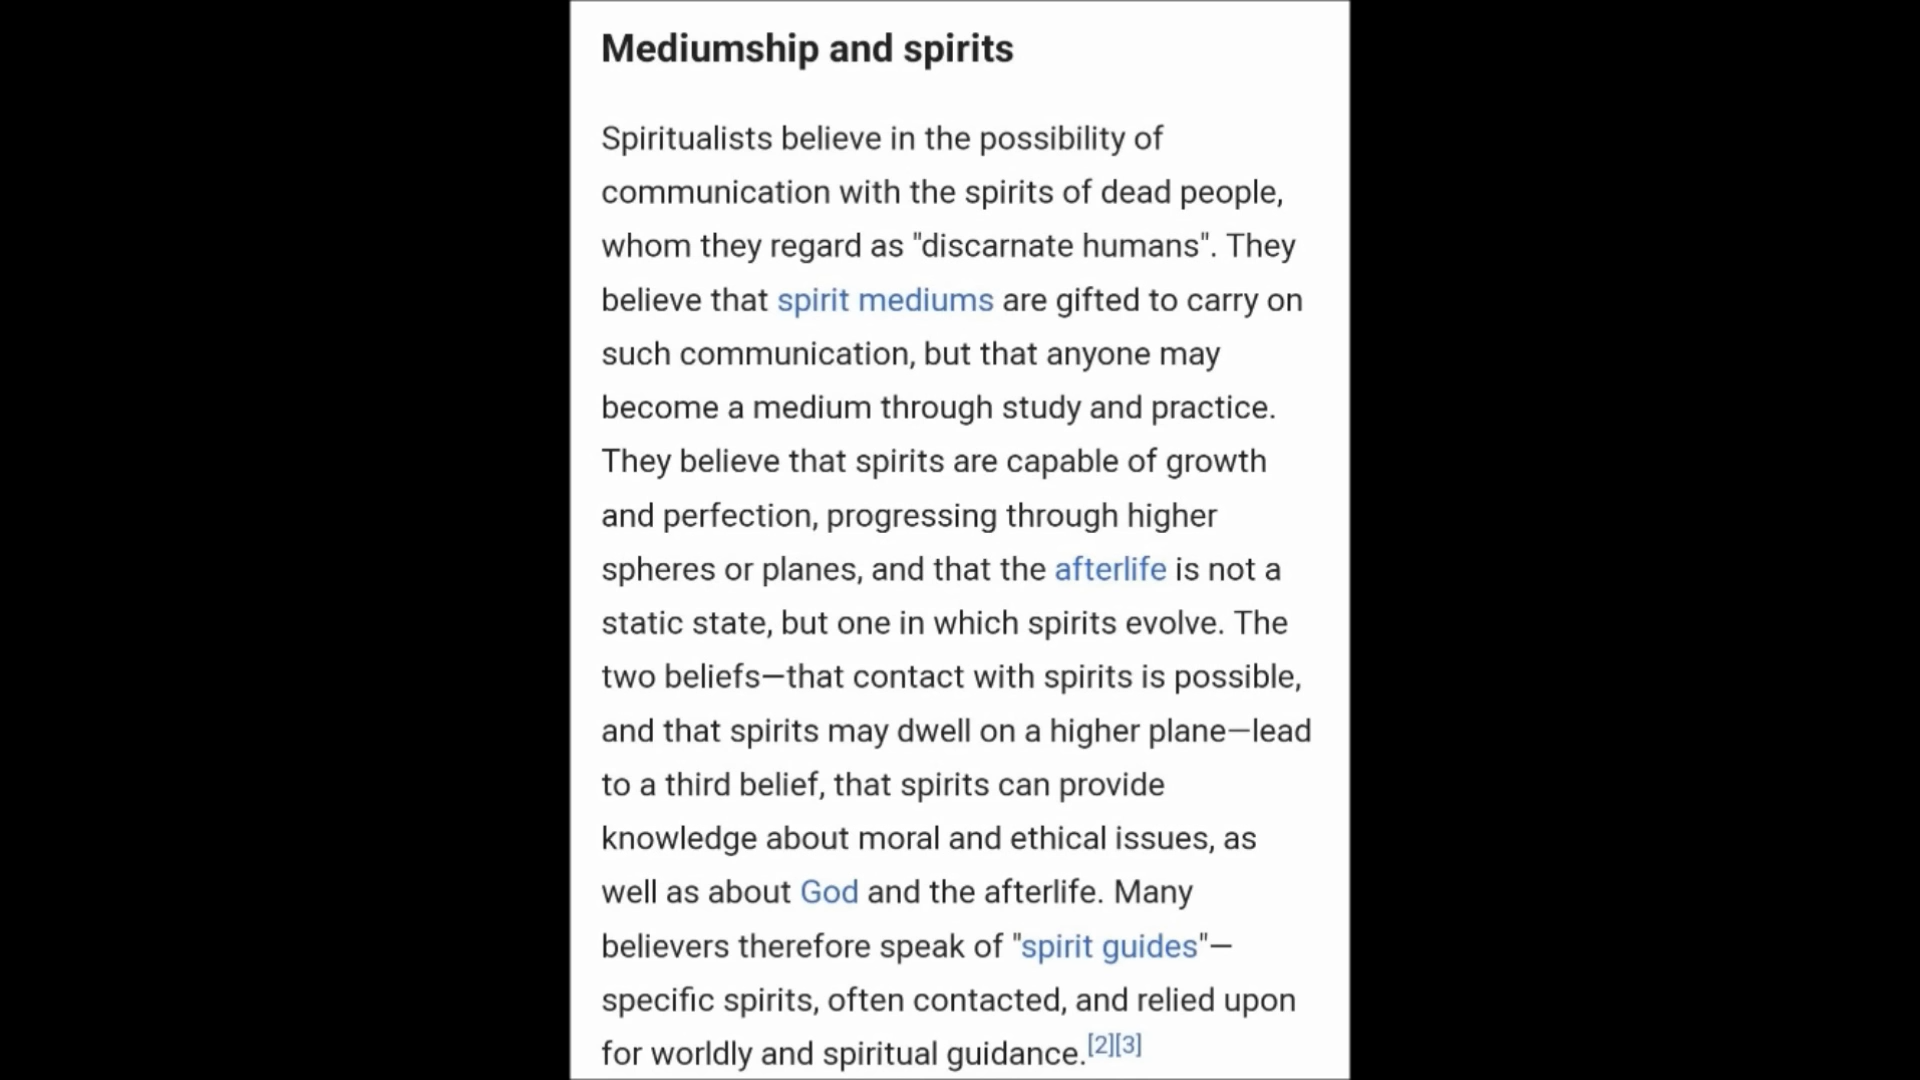 Mediumship and spirits
Spiritualists believe in the possibility of
communication with the spirits of dead people,
whom they regard as "discarnate humans". They
believe that spirit mediums are gifted to carry on
such communication, but that anyone may
become a medium through study and practice.
They believe that spirits are capable of growth
and perfection, progressing through higher
spheres or planes, and that the afterlife is not a
static state, but one in which spirits evolve. The
two beliefs—that contact with spirits is possible,
and that spirits may dwell on a higher plane—lead
to a third belief, that spirits can provide
knowledge about moral and ethical issues, as
well as about God and the afterlife. Many
believers therefore speak of "spirit guides"—
specific spirits, often contacted, and relied upon
for worldly and spiritual guidance.[2][3]